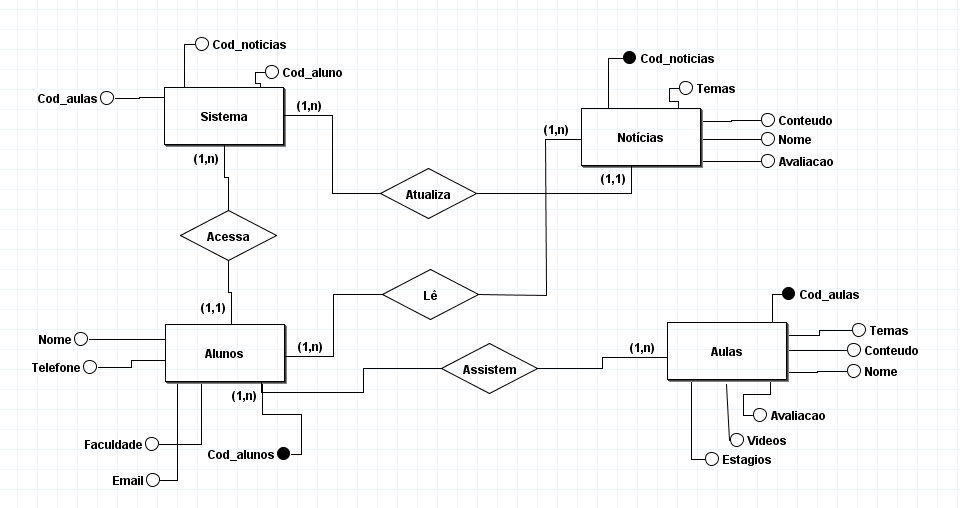 Cod_noticias
Cod_aluno
Cod_aulas
Sistema
(1,n)
(1,n)
Cod_noticias
Temas
Conteudo
Nome
Avaliacao
Notícias
(1,n)
(1,1)
Atualiza
Acessa
(1,1)
Lê
Nome
Telefone
Alunos
(1,n)
(1,n)
Faculdade
Email
Cod_alunos
Assistem
(1,n)
Cod_aulas
Temas
Conteudo
Nome
Aulas
Avaliacao
Videos
Estagios